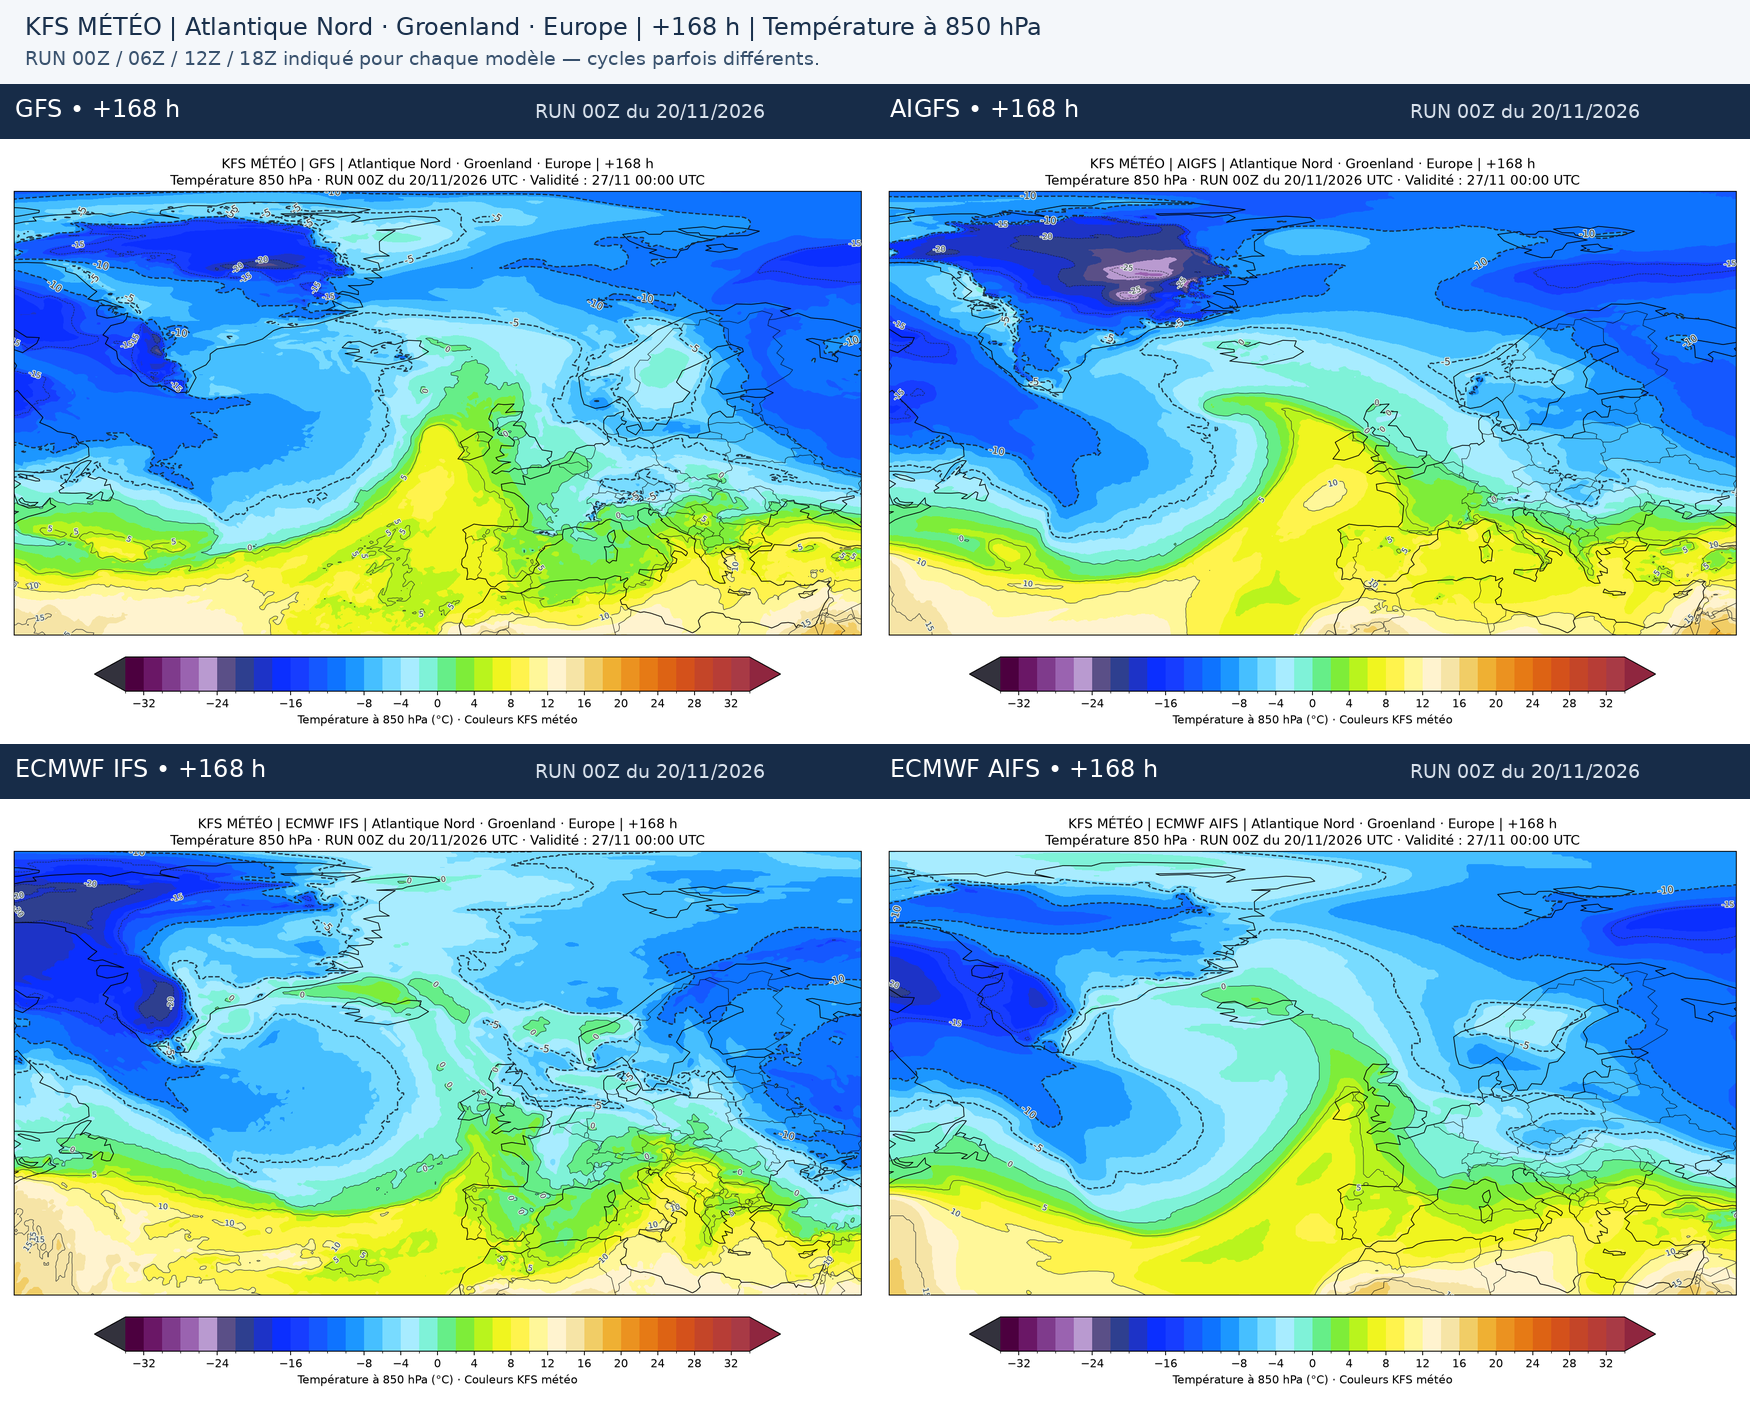 KFS MÉTÉO | Atlantique Nord · Groenland · Europe | +168 h | Température à 850 hPa
RUN 00Z / 06Z / 12Z / 18Z indiqué pour chaque modèle — cycles parfois différents.
GFS • +168 h RUN 00Z du 20/11/2026
KFS MÉTÉO | GFS | Atlantique Nord · Groenland · Europe | +168 h
Température 850 hPa · RUN 00Z du 20/11/2026 UTC · Validité : 27/11 00:00 UTC
−32 −24 −16 −8 −4 0 4 8 12 16 20 24 28 32
Température à 850 hPa (°C) · Couleurs KFS météo
AIGFS • +168 h RUN 00Z du 20/11/2026
KFS MÉTÉO | AIGFS | Atlantique Nord · Groenland · Europe | +168 h
Température 850 hPa · RUN 00Z du 20/11/2026 UTC · Validité : 27/11 00:00 UTC
−32 −24 −16 −8 −4 0 4 8 12 16 20 24 28 32
Température à 850 hPa (°C) · Couleurs KFS météo
ECMWF IFS • +168 h RUN 00Z du 20/11/2026
KFS MÉTÉO | ECMWF IFS | Atlantique Nord · Groenland · Europe | +168 h
Température 850 hPa · RUN 00Z du 20/11/2026 UTC · Validité : 27/11 00:00 UTC
−32 −24 −16 −8 −4 0 4 8 12 16 20 24 28 32
Température à 850 hPa (°C) · Couleurs KFS météo
ECMWF AIFS • +168 h RUN 00Z du 20/11/2026
KFS MÉTÉO | ECMWF AIFS | Atlantique Nord · Groenland · Europe | +168 h
Température 850 hPa · RUN 00Z du 20/11/2026 UTC · Validité : 27/11 00:00 UTC
−32 −24 −16 −8 −4 0 4 8 12 16 20 24 28 32
Température à 850 hPa (°C) · Couleurs KFS météo